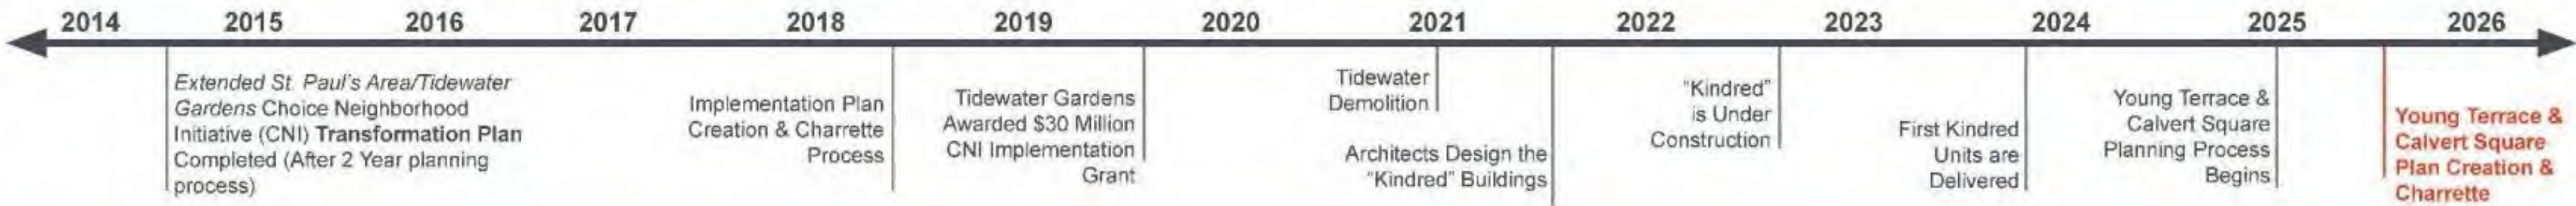 2014 2015 2016 2017 2018 2019 2020 2021 2022 2023 2024 2025 2026
Extended St. Paul's Area/Tidewater
Gardens Choice Neighborhood
Initiative (CNI) Transformation Plan
Completed (After 2 Year planning
process)
Implementation Plan
Creation & Charrette
Process
Tidewater Gardens
Awarded $30 Million
CNI Implementation
Grant
Tidewater
Demolition
Architects Design the
"Kindred" Buildings
"Kindred"
is Under
Construction
First Kindred
Units are
Delivered
Young Terrace &
Calvert Square
Planning Process
Begins
Young Terrace &
Calvert Square
Plan Creation &
Charrette